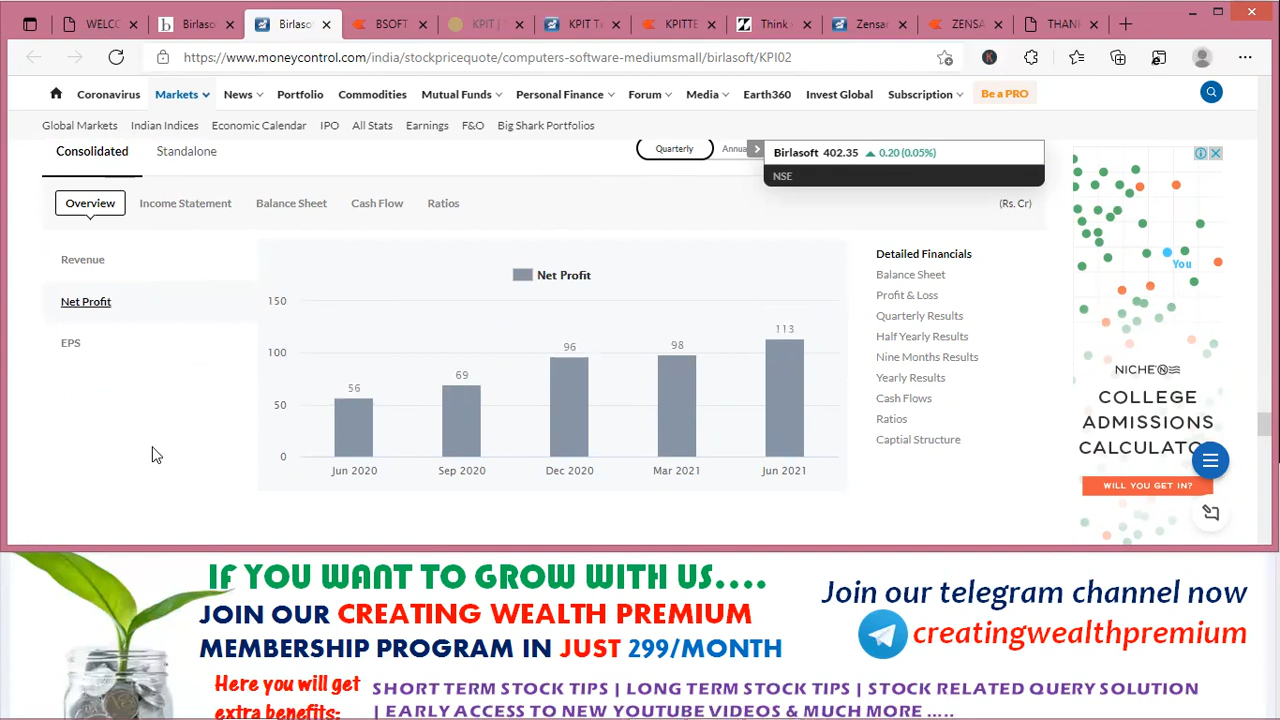 WELCO
Birlaso
Birlaso
BSOFT
KPIT | S
KPIT Te
KPITTE
Think
Zensar
ZENSA
THANK
https://www.moneycontrol.com/india/stockpricequote/computers-software-mediumsmall/birlasoft/KPI02
Coronavirus Markets News Portfolio Commodities Mutual Funds Personal Finance Forum Media Earth360 Invest Global Subscription Be a PRO
Global Markets Indian Indices Economic Calendar IPO All Stats Earnings F&O Big Shark Portfolios
Consolidated Standalone
Quarterly Annua
Birlasoft 402.35 0.20 (0.05%)
NSE
Overview Income Statement Balance Sheet Cash Flow Ratios (Rs. Cr)
Revenue
Net Profit
EPS
Net Profit
150
100
50
0
56
69
96
98
113
Jun 2020 Sep 2020 Dec 2020 Mar 2021 Jun 2021
Detailed Financials
Balance Sheet
Profit & Loss
Quarterly Results
Half Yearly Results
Nine Months Results
Yearly Results
Cash Flows
Ratios
Captial Structure
You
NICHE
COLLEGE
ADMISSIONS
CALCULATO
WILL YOU GET IN?
IF YOU WANT TO GROW WITH US....
JOIN OUR CREATING WEALTH PREMIUM
MEMBERSHIP PROGRAM IN JUST 299/MONTH
Join our telegram channel now
creatingwealthpremium
Here you will get
extra benefits:
SHORT TERM STOCK TIPS | LONG TERM STOCK TIPS | STOCK RELATED QUERY SOLUTION
| EARLY ACCESS TO NEW YOUTUBE VIDEOS & MUCH MORE .....